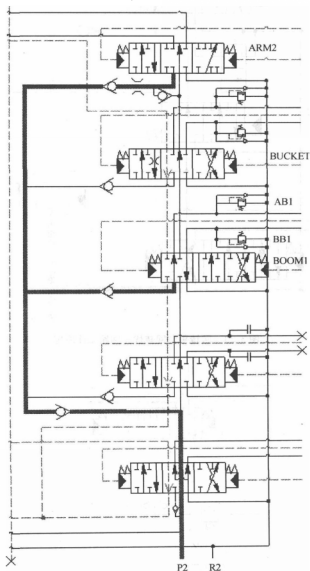 ARM2
BUCKET
AB1
BB1
BOOM1
P2 R2